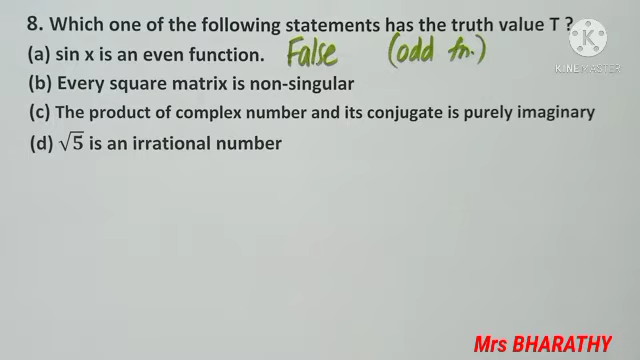 8. Which one of the following statements has the truth value T ?
(a) sin x is an even function. False (odd fn.)
(b) Every square matrix is non-singular
(c) The product of complex number and its conjugate is purely imaginary
(d) √5 is an irrational number
K
KINEMASTER
Mrs BHARATHY